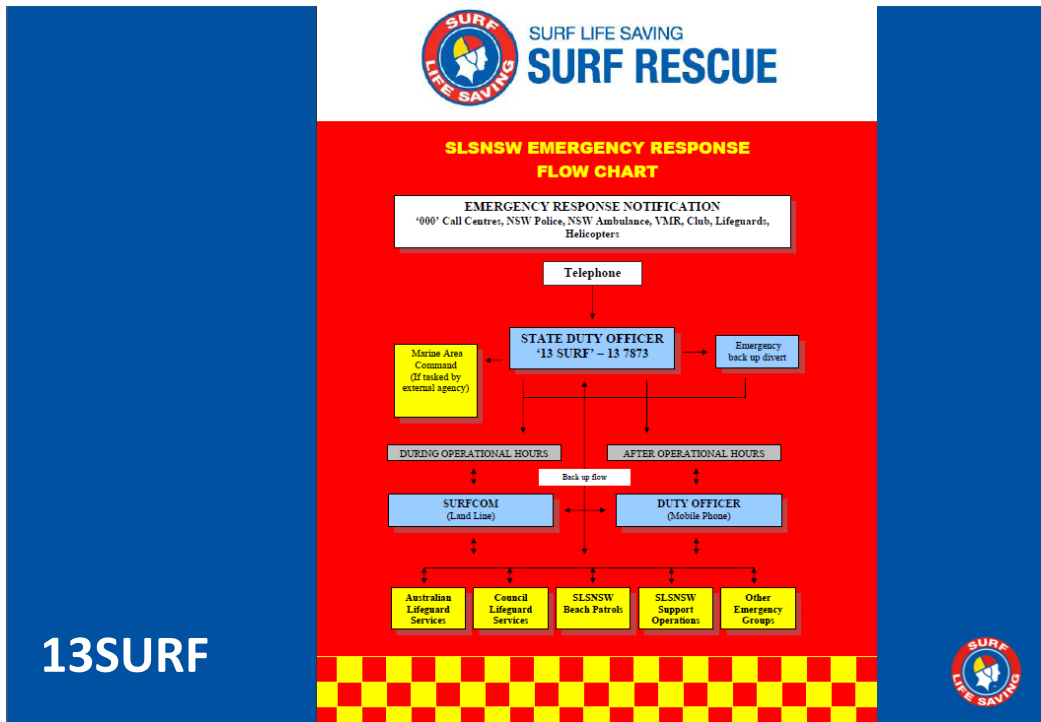 SURF
LIFE SAVING
SURF LIFE SAVING
SURF RESCUE
SLSNSW EMERGENCY RESPONSE
FLOW CHART
EMERGENCY RESPONSE NOTIFICATION
‘000’ Call Centres, NSW Police, NSW Ambulance, VMR, Club, Lifeguards,
Helicopters
Telephone
STATE DUTY OFFICER
‘13 SURF’ – 13 7873
Marine Area
Command
(If tasked by
external agency)
Emergency
back up divert
DURING OPERATIONAL HOURS
AFTER OPERATIONAL HOURS
Back up flow
SURFCOM
(Land Line)
DUTY OFFICER
(Mobile Phone)
Australian
Lifeguard
Services
Council
Lifeguard
Services
SLSNSW
Beach Patrols
SLSNSW
Support
Operations
Other
Emergency
Groups
13SURF
SURF
LIFE SAVING